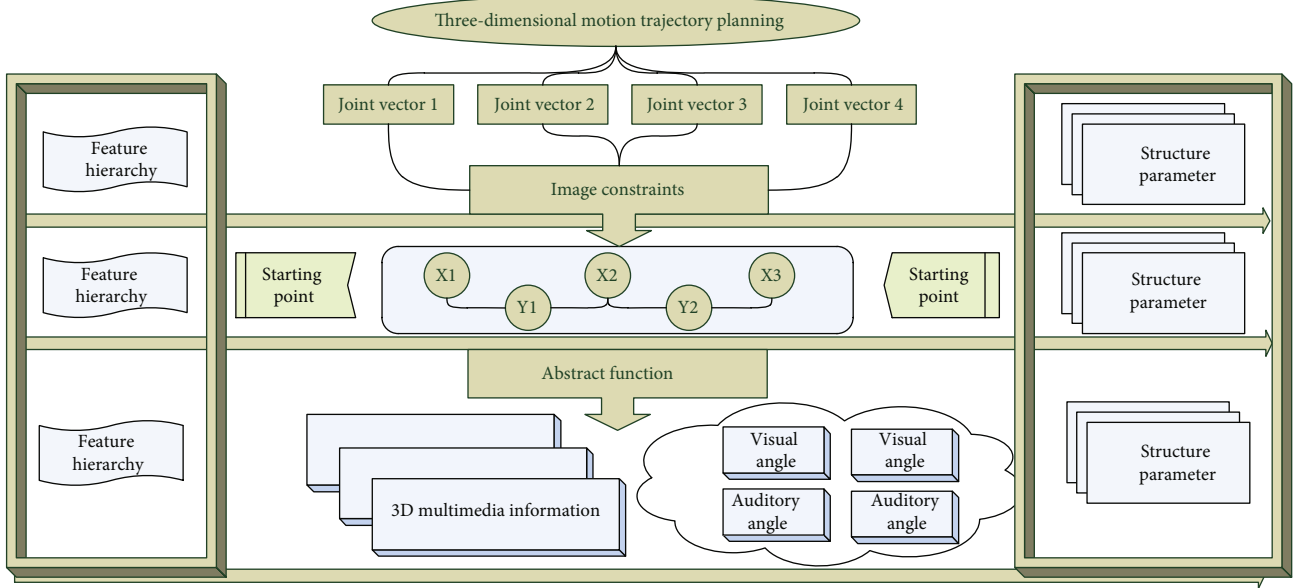 Three-dimensional motion trajectory planning
Joint vector 1
Joint vector 2
Joint vector 3
Joint vector 4
Feature
hierarchy
Image constraints
Structure
parameter
Feature
hierarchy
Starting
point
X1
X2
X3
Y1
Y2
Starting
point
Structure
parameter
Abstract function
Feature
hierarchy
3D multimedia information
Visual
angle
Visual
angle
Auditory
angle
Auditory
angle
Structure
parameter